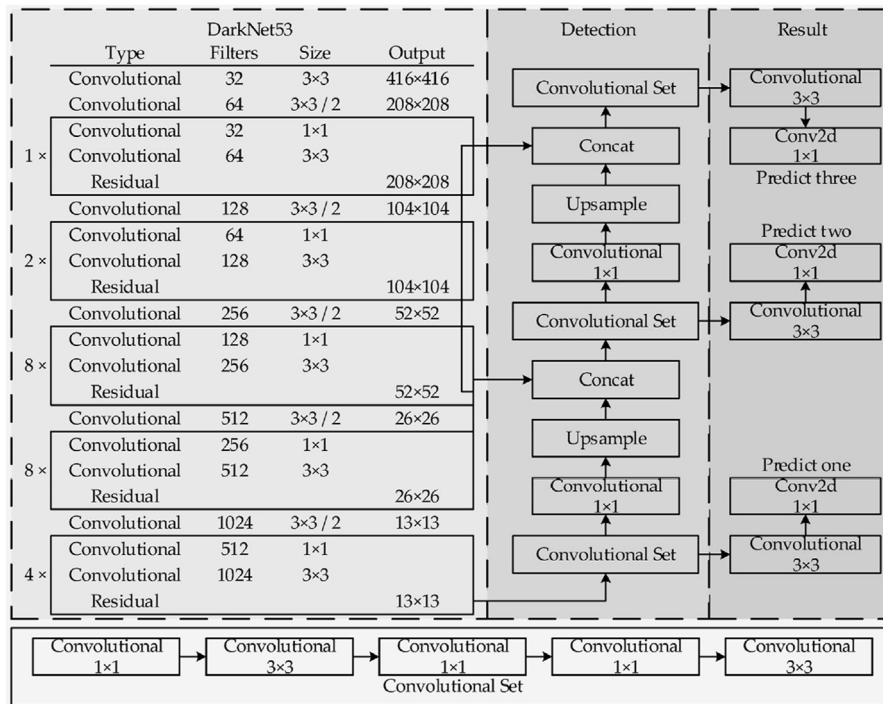 DarkNet53
Type Filters Size Output
Convolutional 32 3×3 416×416
Convolutional 64 3×3 / 2 208×208
1 ×
Convolutional 32 1×1
Convolutional 64 3×3
Residual 208×208
Convolutional 128 3×3 / 2 104×104
2 ×
Convolutional 64 1×1
Convolutional 128 3×3
Residual 104×104
Convolutional 256 3×3 / 2 52×52
8 ×
Convolutional 128 1×1
Convolutional 256 3×3
Residual 52×52
Convolutional 512 3×3 / 2 26×26
8 ×
Convolutional 256 1×1
Convolutional 512 3×3
Residual 26×26
Convolutional 1024 3×3 / 2 13×13
4 ×
Convolutional 512 1×1
Convolutional 1024 3×3
Residual 13×13
Detection
Convolutional Set
Concat
Upsample
Convolutional
1×1
Convolutional Set
Concat
Upsample
Convolutional
1×1
Convolutional Set
Result
Convolutional
3×3
Conv2d
1×1
Predict three
Predict two
Conv2d
1×1
Convolutional
3×3
Predict one
Conv2d
1×1
Convolutional
3×3
Convolutional
1×1
Convolutional
3×3
Convolutional
1×1
Convolutional
1×1
Convolutional
3×3
Convolutional Set